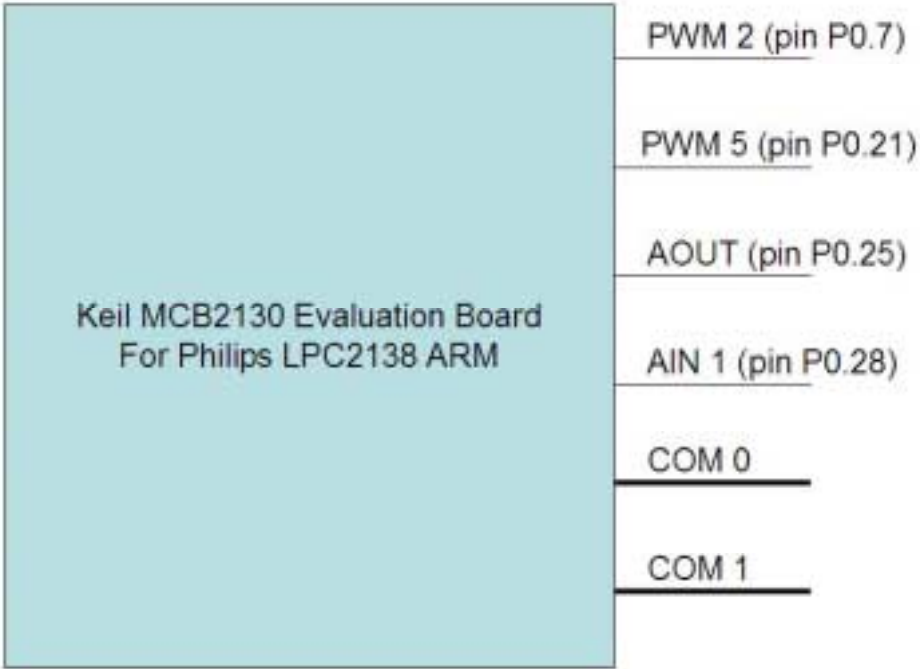 PWM 2 (pin P0.7)
PWM 5 (pin P0.21)
AOUT (pin P0.25)
Keil MCB2130 Evaluation Board
For Philips LPC2138 ARM
AIN 1 (pin P0.28)
COM 0
COM 1